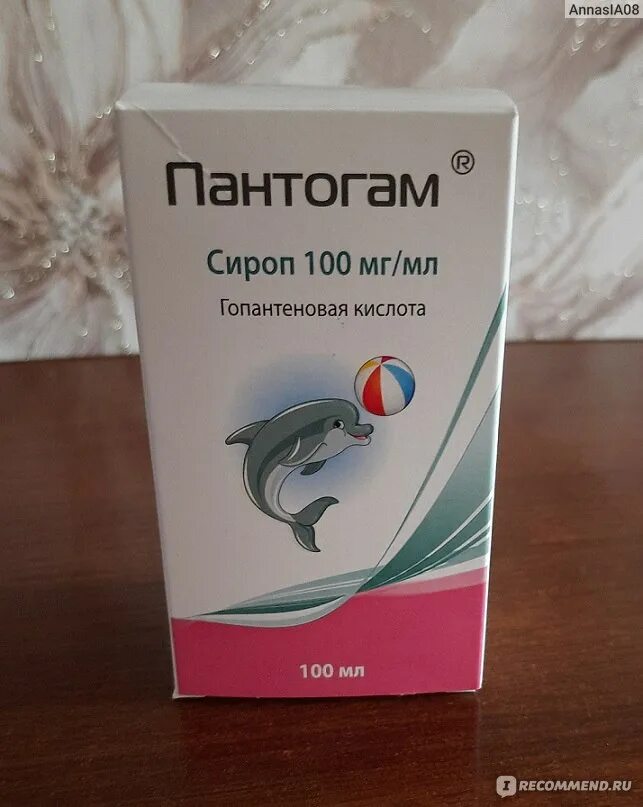 AnnasIA08
Пантогам ®
Сироп 100 мг/мл
Гопантеновая кислота
100 мл
I RECOMMEND.RU